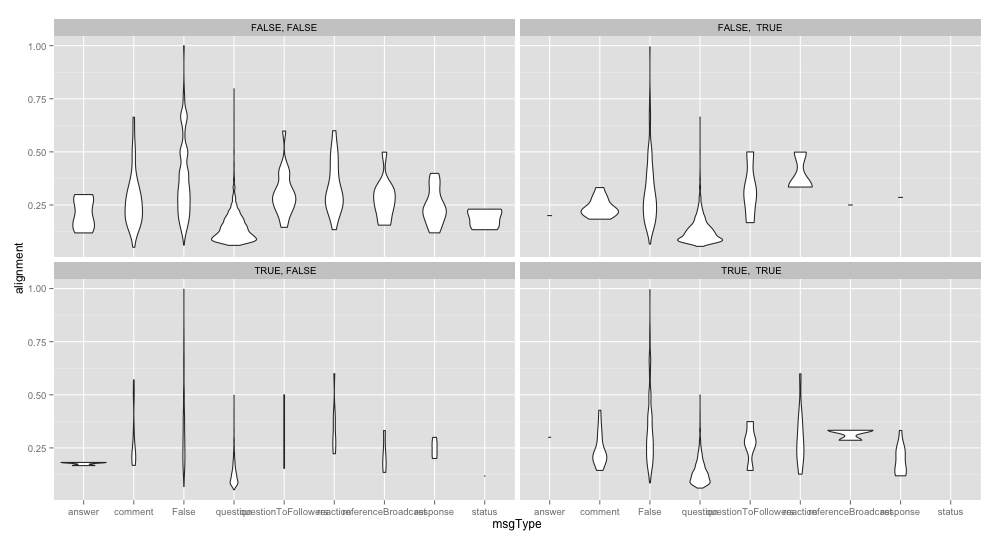 FALSE, FALSE
FALSE, TRUE
1.00
0.75
0.50
0.25
TRUE, FALSE
TRUE, TRUE
1.00
0.75
0.50
0.25
alignment
answer comment False question questionToFollowers reaction referenceBroadcast response status
answer comment False question questionToFollowers reaction referenceBroadcast response status
msgType